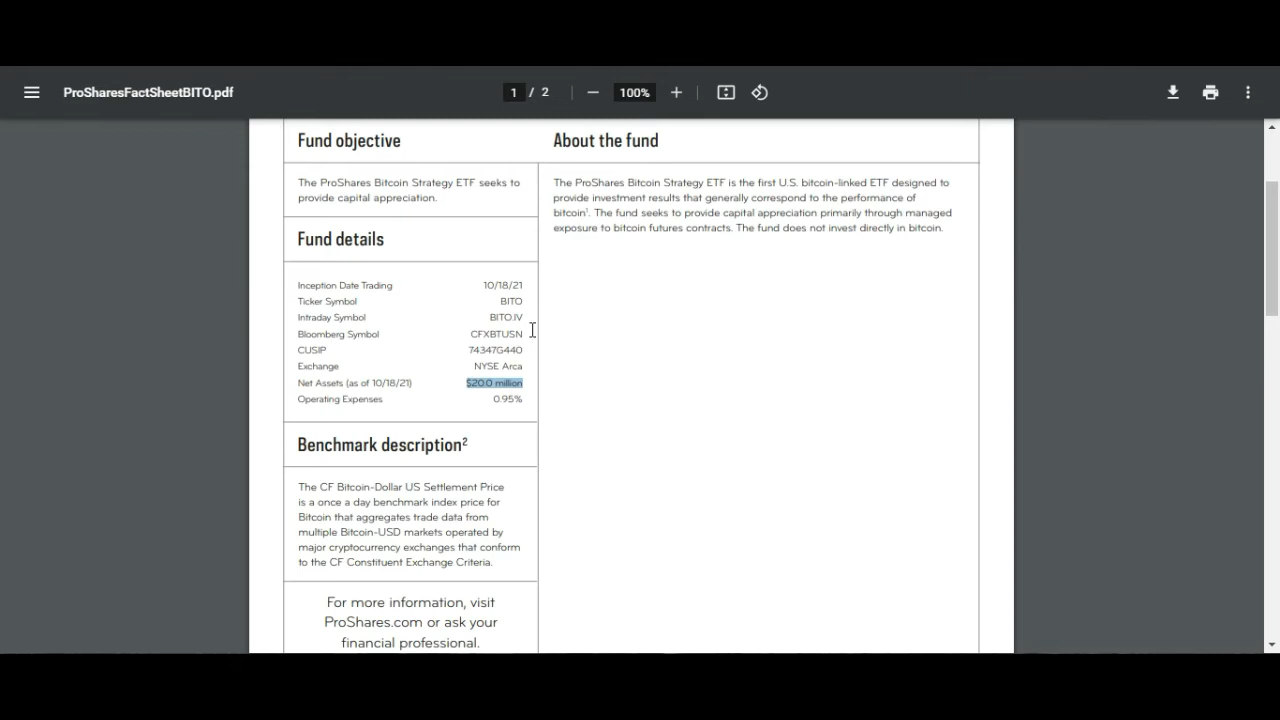 ProSharesFactSheetBITO.pdf
1 / 2
100%
Fund objective
The ProShares Bitcoin Strategy ETF seeks to
provide capital appreciation.
Fund details
Inception Date Trading 10/18/21
Ticker Symbol BITO
Intraday Symbol BITO.IV
Bloomberg Symbol CFXBTUSN
CUSIP 74347G440
Exchange NYSE Arca
Net Assets (as of 10/18/21) $20.0 million
Operating Expenses 0.95%
Benchmark description²
The CF Bitcoin-Dollar US Settlement Price
is a once a day benchmark index price for
Bitcoin that aggregates trade data from
multiple Bitcoin-USD markets operated by
major cryptocurrency exchanges that conform
to the CF Constituent Exchange Criteria.
For more information, visit
ProShares.com or ask your
financial professional.
About the fund
The ProShares Bitcoin Strategy ETF is the first U.S. bitcoin-linked ETF designed to
provide investment results that generally correspond to the performance of
bitcoin¹. The fund seeks to provide capital appreciation primarily through managed
exposure to bitcoin futures contracts. The fund does not invest directly in bitcoin.